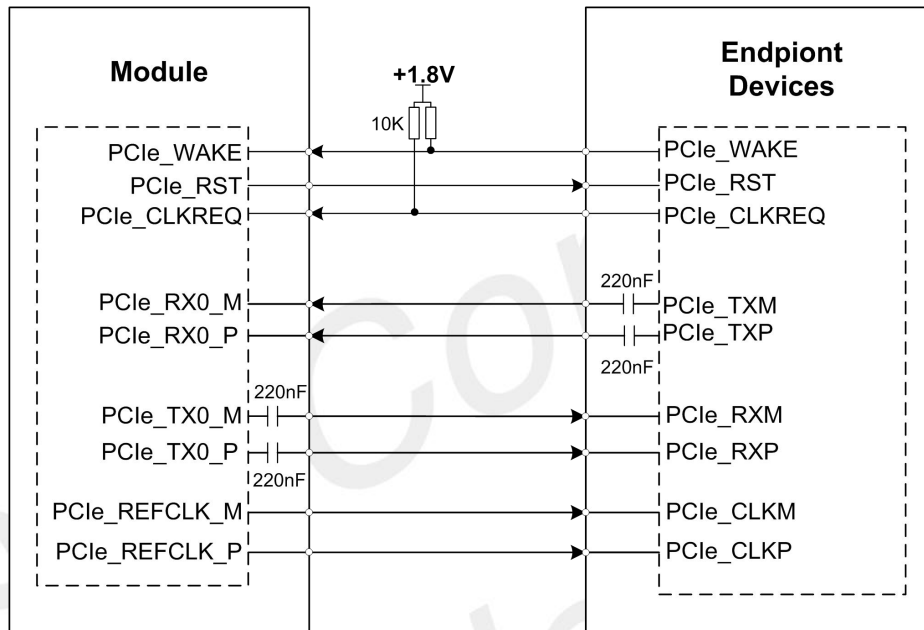 Module
Endpiont
Devices
+1.8V
10K
PCIe_WAKE
PCIe_WAKE
PCIe_RST
PCIe_RST
PCIe_CLKREQ
PCIe_CLKREQ
220nF
PCIe_RX0_M
PCIe_TXM
PCIe_RX0_P
PCIe_TXP
220nF
220nF
PCIe_TX0_M
PCIe_RXM
PCIe_TX0_P
PCIe_RXP
220nF
PCIe_REFCLK_M
PCIe_CLKM
PCIe_REFCLK_P
PCIe_CLKP